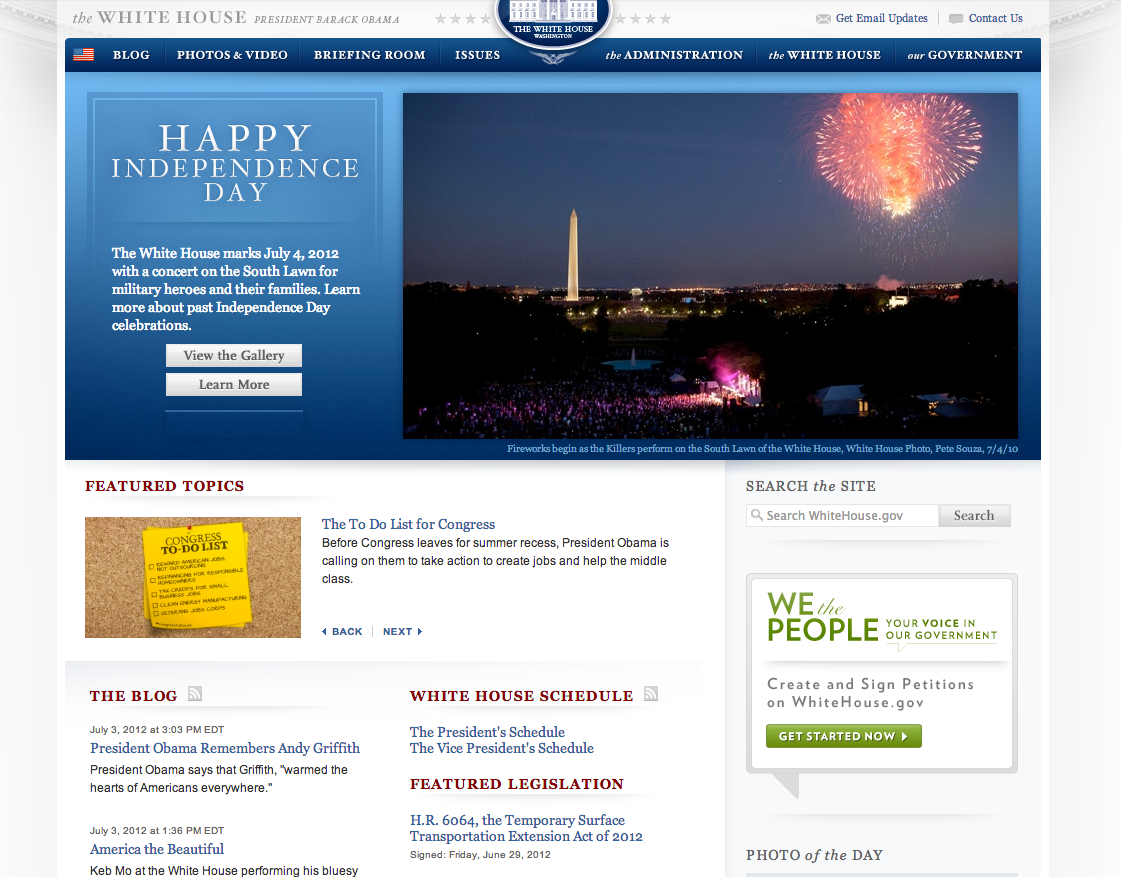 the WHITE HOUSE PRESIDENT BARACK OBAMA
THE WHITE HOUSE
WASHINGTON
Get Email Updates
Contact Us
BLOG
PHOTOS & VIDEO
BRIEFING ROOM
ISSUES
the ADMINISTRATION
the WHITE HOUSE
our GOVERNMENT
HAPPY
INDEPENDENCE
DAY
The White House marks July 4, 2012
with a concert on the South Lawn for
military heroes and their families. Learn
more about past Independence Day
celebrations.
View the Gallery
Learn More
Fireworks begin as the Killers perform on the South Lawn of the White House, White House Photo, Pete Souza, 7/4/10
FEATURED TOPICS
CONGRESS
TO-DO LIST
REWARD AMERICAN JOBS,
NOT OUTSOURCING
REFINANCING FOR RESPONSIBLE
HOMEOWNERS
TAX CREDITS FOR SMALL
BUSINESS JOBS
CLEAN ENERGY MANUFACTURING
VETERANS JOBS CORPS
The To Do List for Congress
Before Congress leaves for summer recess, President Obama is
calling on them to take action to create jobs and help the middle
class.
BACK
NEXT
THE BLOG
July 3, 2012 at 3:03 PM EDT
President Obama Remembers Andy Griffith
President Obama says that Griffith, "warmed the
hearts of Americans everywhere."
July 3, 2012 at 1:36 PM EDT
America the Beautiful
Keb Mo at the White House performing his bluesy
WHITE HOUSE SCHEDULE
The President's Schedule
The Vice President's Schedule
FEATURED LEGISLATION
H.R. 6064, the Temporary Surface
Transportation Extension Act of 2012
Signed: Friday, June 29, 2012
SEARCH the SITE
Search WhiteHouse.gov
Search
WE the
PEOPLE
YOUR VOICE IN
OUR GOVERNMENT
Create and Sign Petitions
on WhiteHouse.gov
GET STARTED NOW
PHOTO of the DAY